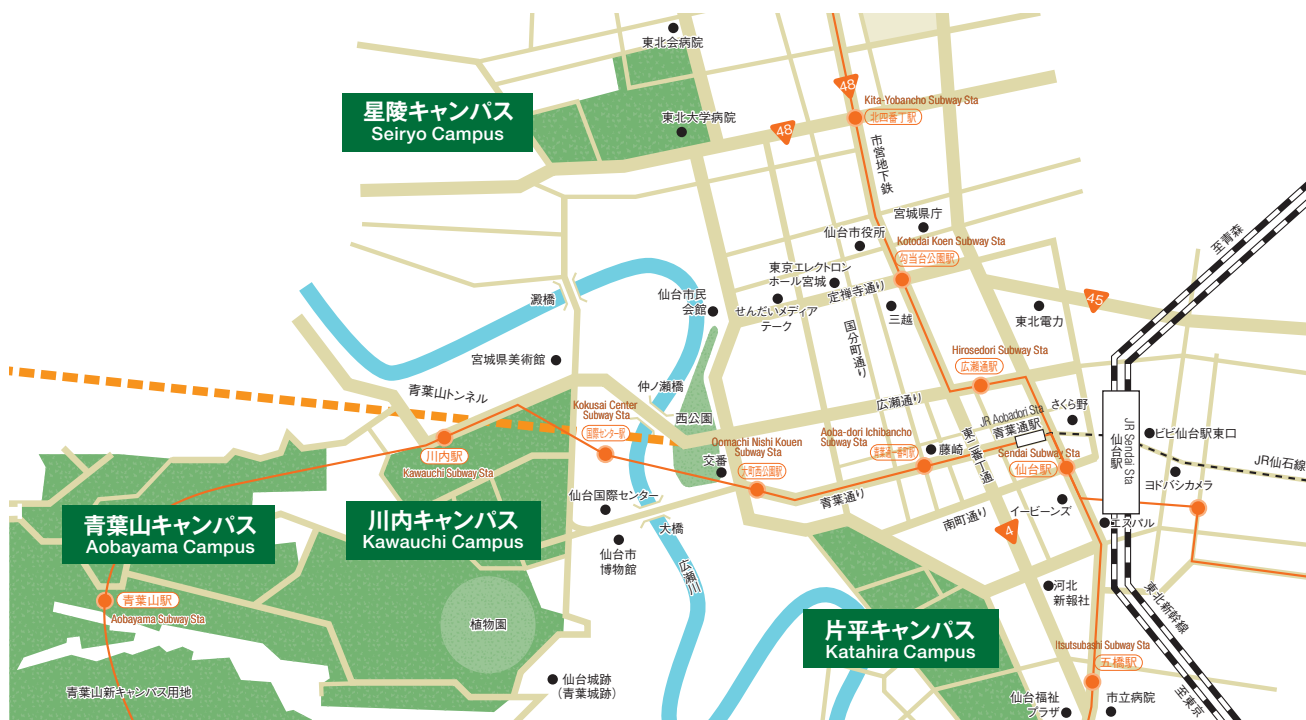 東北会病院
星陵キャンパス
Seiryo Campus
東北大学病院
48
48
Kita-Yobancho Subway Sta
北四番丁駅
市営地下鉄
宮城県庁
仙台市役所
Kotodai Koen Subway Sta
勾当台公園駅
東京エレクトロン
ホール宮城
定禅寺通り
せんだいメディア
テーク
仙台市民
会館
三越
国分町通り
東北電力
45
至青森
澱橋
宮城県美術館
仲ノ瀬橋
西公園
青葉山トンネル
Hirosedori Subway Sta
広瀬通駅
広瀬通り
Kokusai Center
Subway Sta
国際センター駅
川内駅
Kawauchi Subway Sta
Oomachi Nishi Kouen
Subway Sta
大町西公園駅
交番
Aoba-dori Ichibancho
Subway Sta
青葉通一番町駅
藤崎
東二番丁通
JR Aobadori Sta
青葉通駅
さくら野
Sendai Subway Sta
仙台駅
JR Sendai Sta
仙台駅
ビビ仙台駅東口
JR仙石線
ヨドバシカメラ
イービーンズ
エスパル
青葉通り
南町通り
4
仙台国際センター
大橋
仙台市
博物館
広瀬川
青葉山キャンパス
Aobayama Campus
川内キャンパス
Kawauchi Campus
青葉山駅
Aobayama Subway Sta
植物園
片平キャンパス
Katahira Campus
河北
新報社
東北新幹線
Itsutsubashi Subway Sta
五橋駅
至東京
青葉山新キャンパス用地
仙台城跡
(青葉城跡)
仙台福祉
プラザ
市立病院